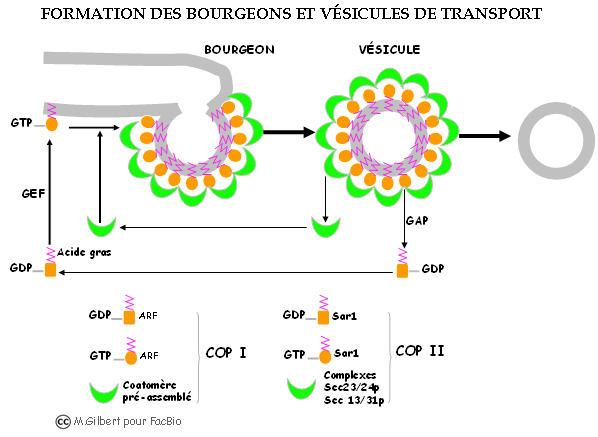 FORMATION DES BOURGEONS ET VÉSICULES DE TRANSPORT
BOURGEON
VÉSICULE
GTP
GEF
GAP
Acide gras
GDP
GDP
GDP
ARF
GTP
ARF
COP I
Coatomère
pré-assemblé
GDP
Sar1
GTP
Sar1
COP II
Complexes
Sec23/24p
Sec 13/31p
cc M.Gilbert pour FacBio